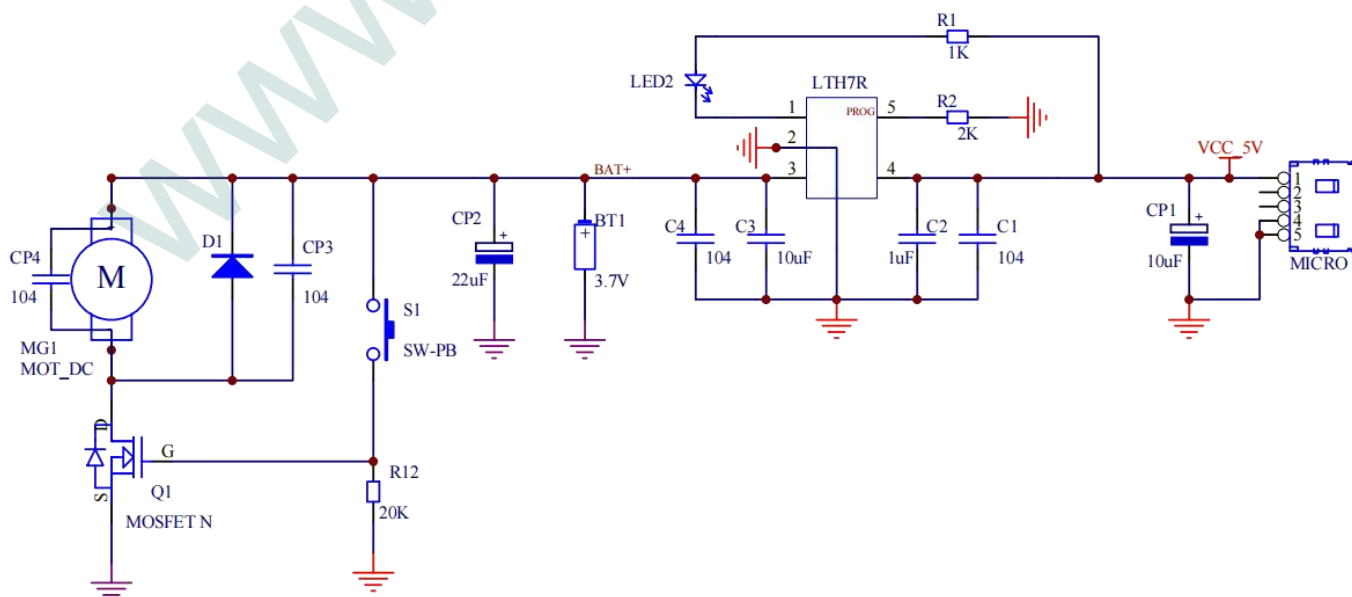 www.
R1
1K
LED2
LTH7R
1
PROG
5
R2
2K
2
3
4
VCC_5V
1
2
3
4
5
MICRO
BAT+
CP4
104
M
MG1
MOT_DC
D1
CP3
104
S1
SW-PB
CP2
+
22uF
BT1
+
3.7V
C4
104
C3
10uF
C2
1uF
C1
104
CP1
+
10uF
D
G
S
Q1
MOSFET N
R12
20K